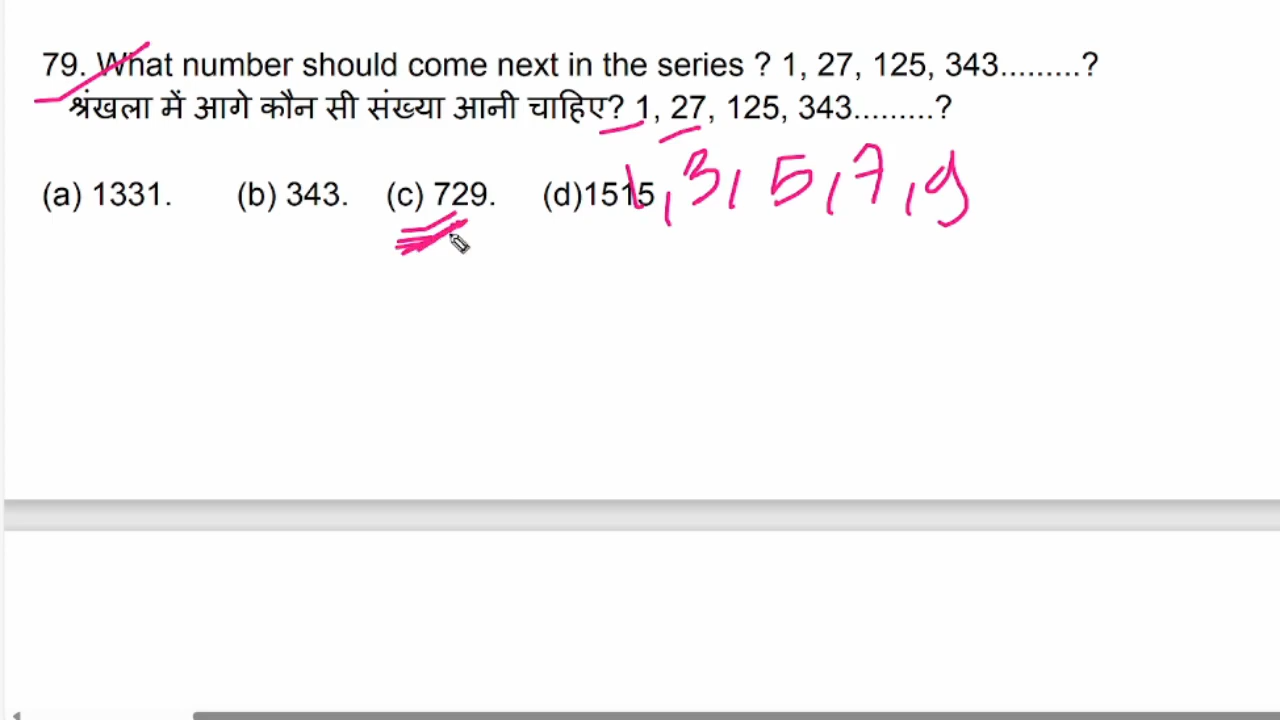 79. What number should come next in the series ? 1, 27, 125, 343.........?
श्रंखला में आगे कौन सी संख्या आनी चाहिए? 1, 27, 125, 343.........?
(a) 1331. (b) 343. (c) 729. (d)1515
1, 3, 5, 7, 9